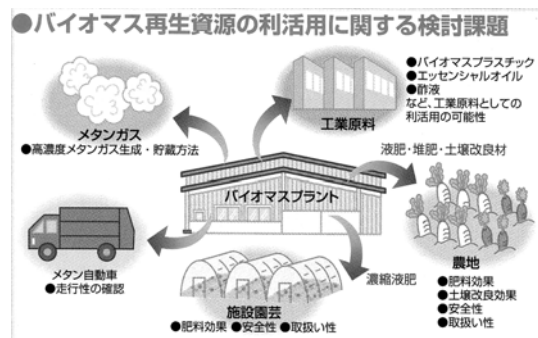 ●バイオマス再生資源の利活用に関する検討課題
メタンガス
●高濃度メタンガス生成・貯蔵方法
工業原料
●バイオマスプラスチック
●エッセンシャルオイル
●酢液
など、工業原料としての
利活用の可能性
バイオマスプラント
液肥・堆肥・土壌改良材
農地
●肥料効果
●土壌改良効果
●安全性
●取扱い性
メタン自動車
●走行性の確認
濃縮液肥
施設園芸
●肥料効果 ●安全性 ●取扱い性